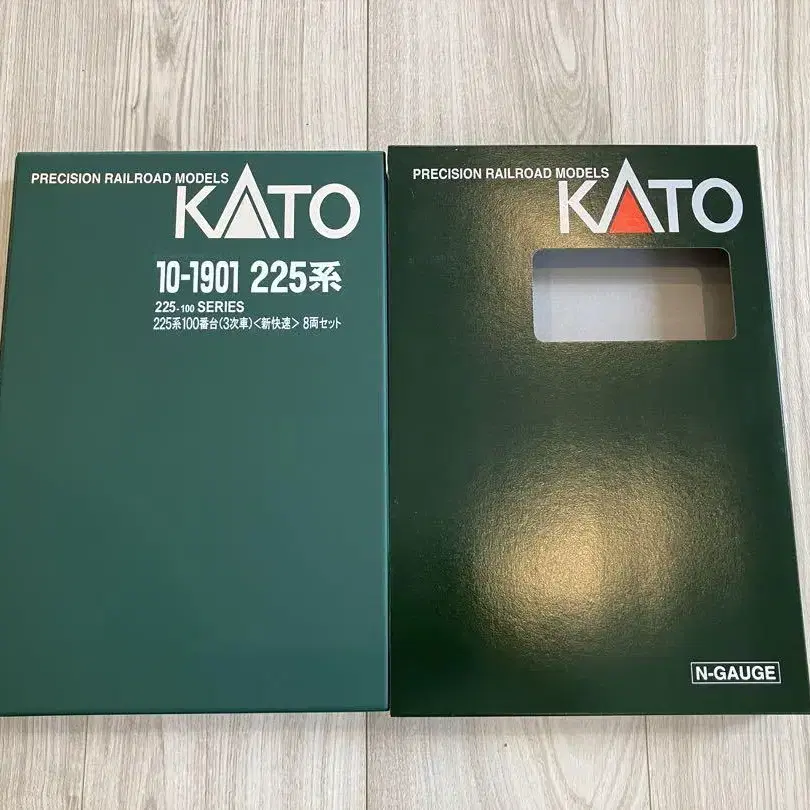 PRECISION RAILROAD MODELS
KATO
10-1901 225系
225-100 SERIES
225系100番台(3次車)<新快速> 8両セット
PRECISION RAILROAD MODELS
KATO
N-GAUGE